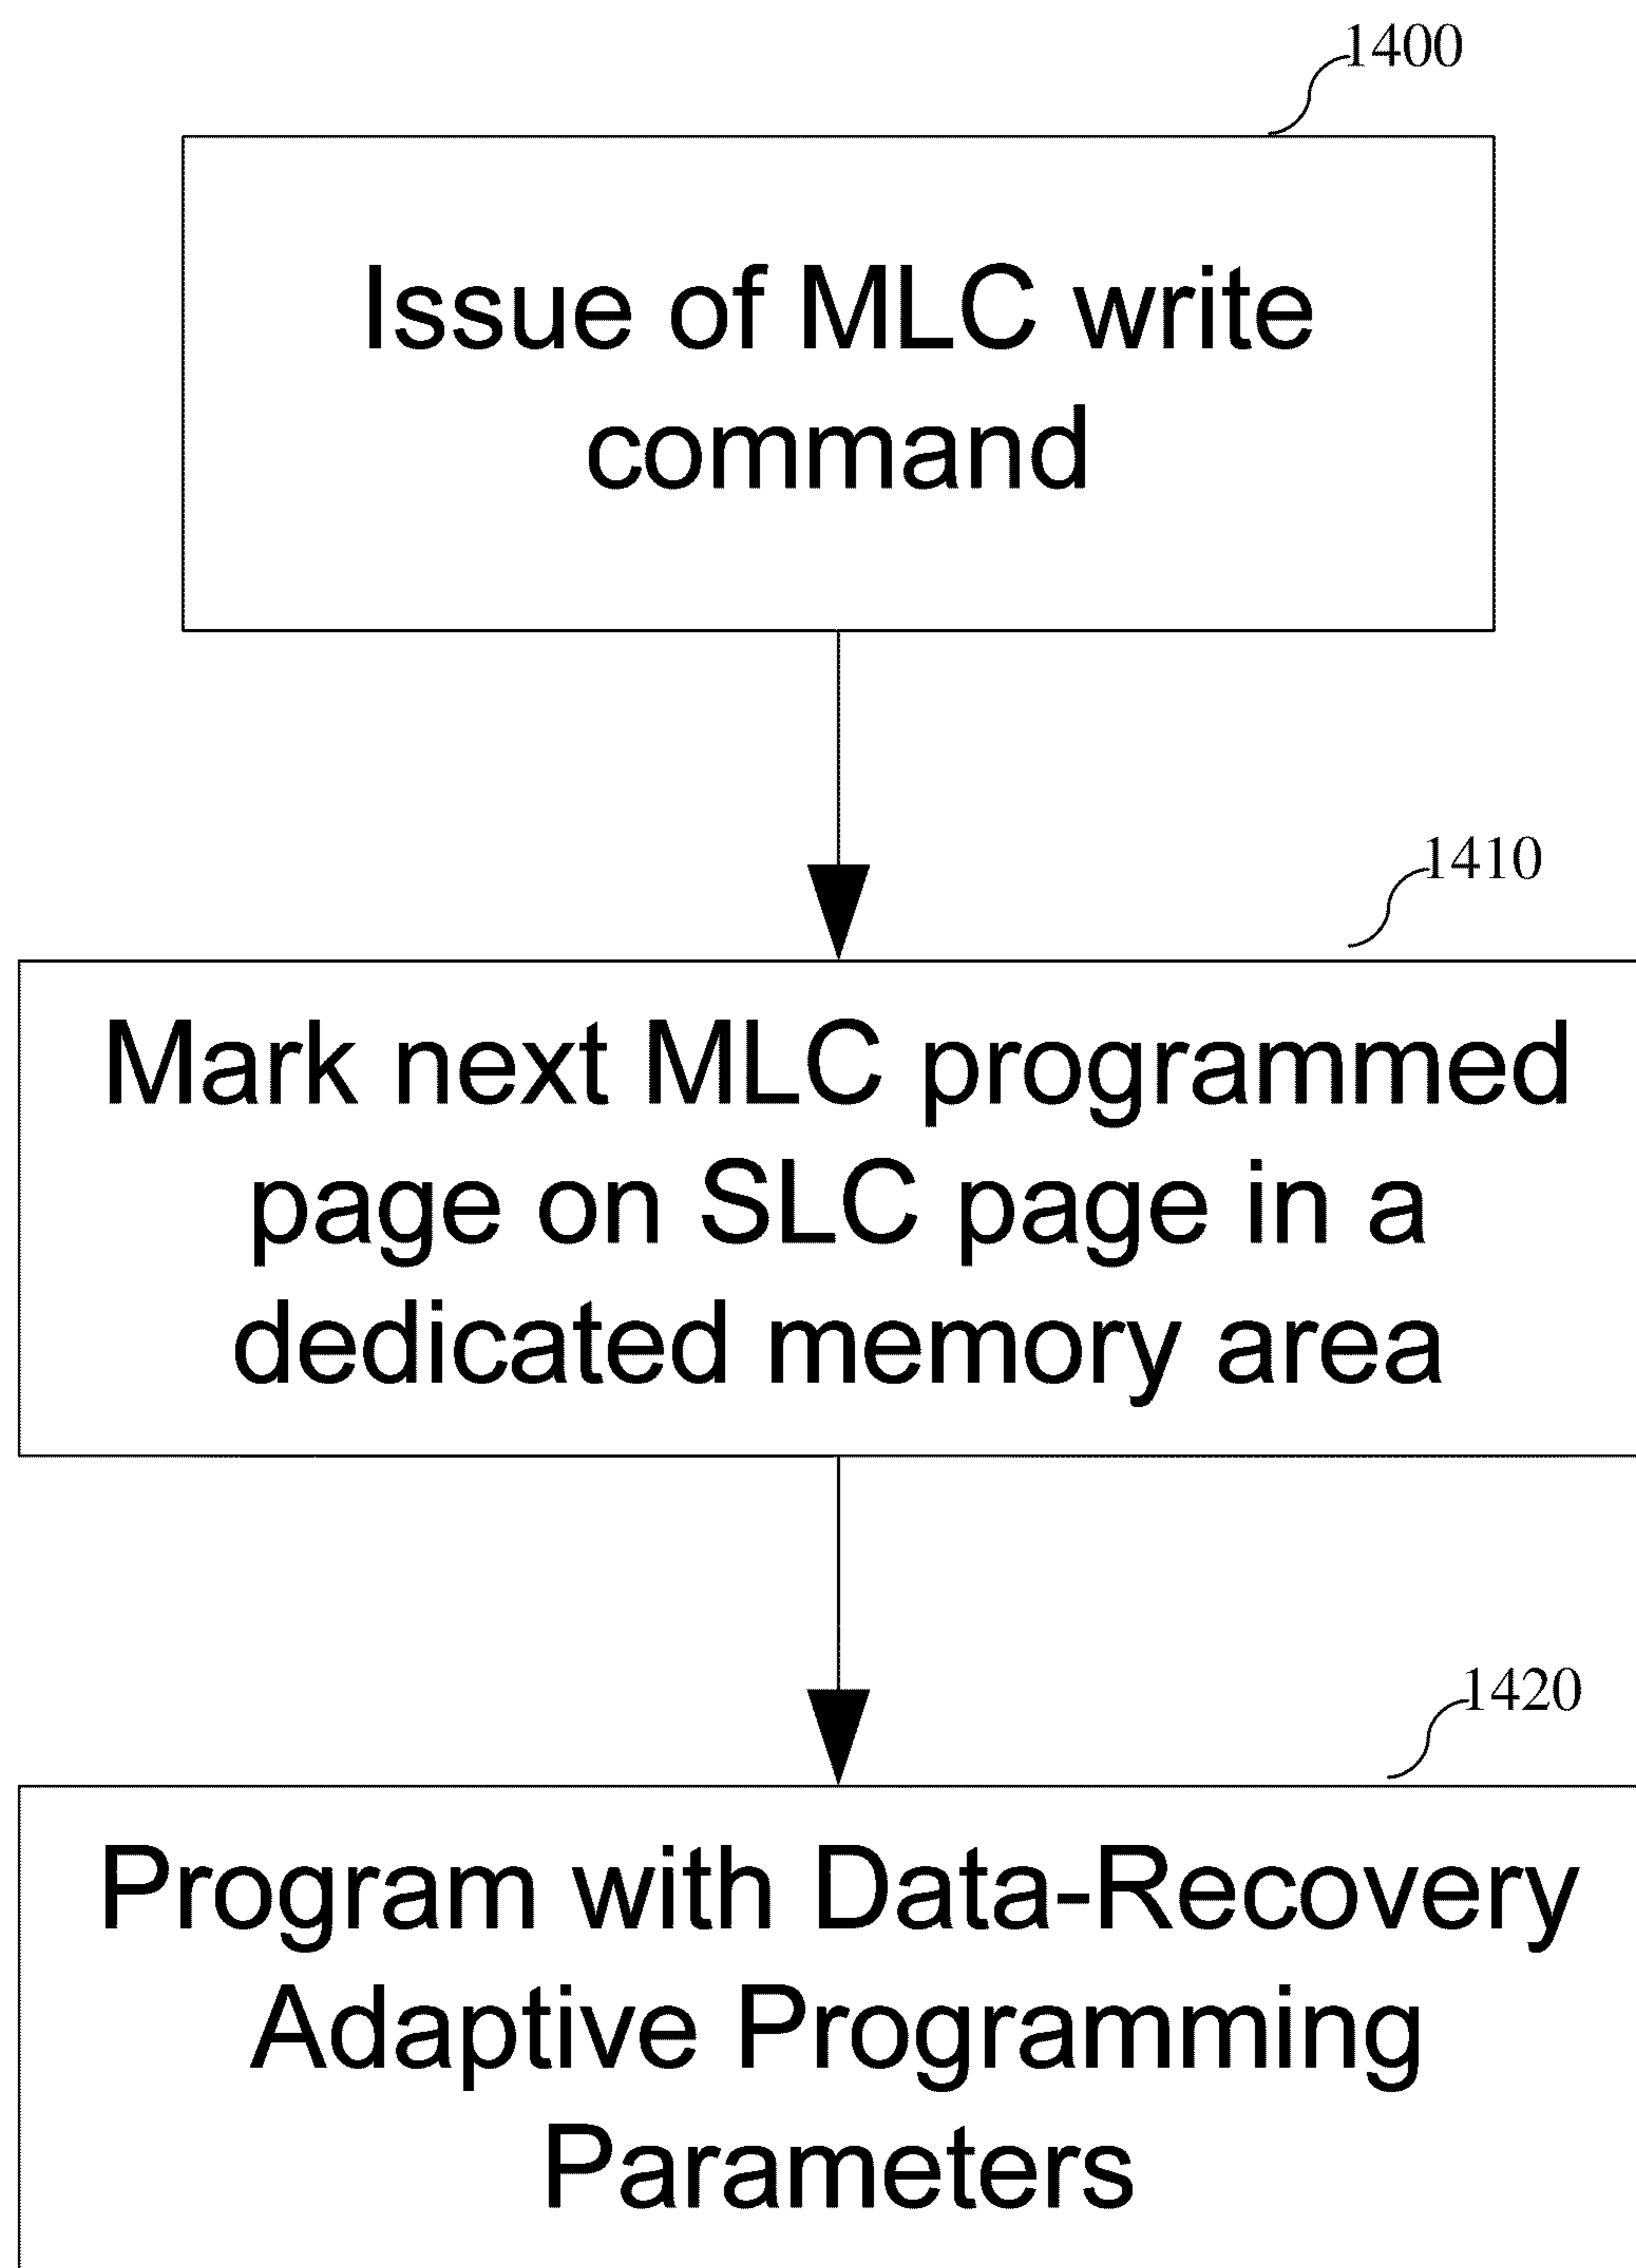 1400
Issue of MLC write
command
1410
Mark next MLC programmed
page on SLC page in a
dedicated memory area
1420
Program with Data-Recovery
Adaptive Programming
Parameters